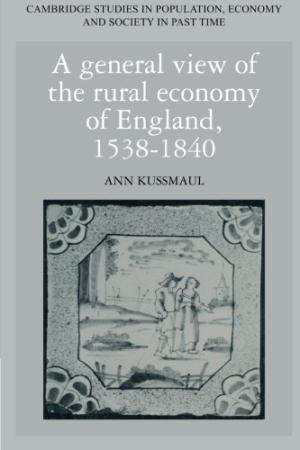 CAMBRIDGE STUDIES IN POPULATION, ECONOMY
AND SOCIETY IN PAST TIME
A general view of
the rural economy
of England,
1538-1840
ANN KUSSMAUL